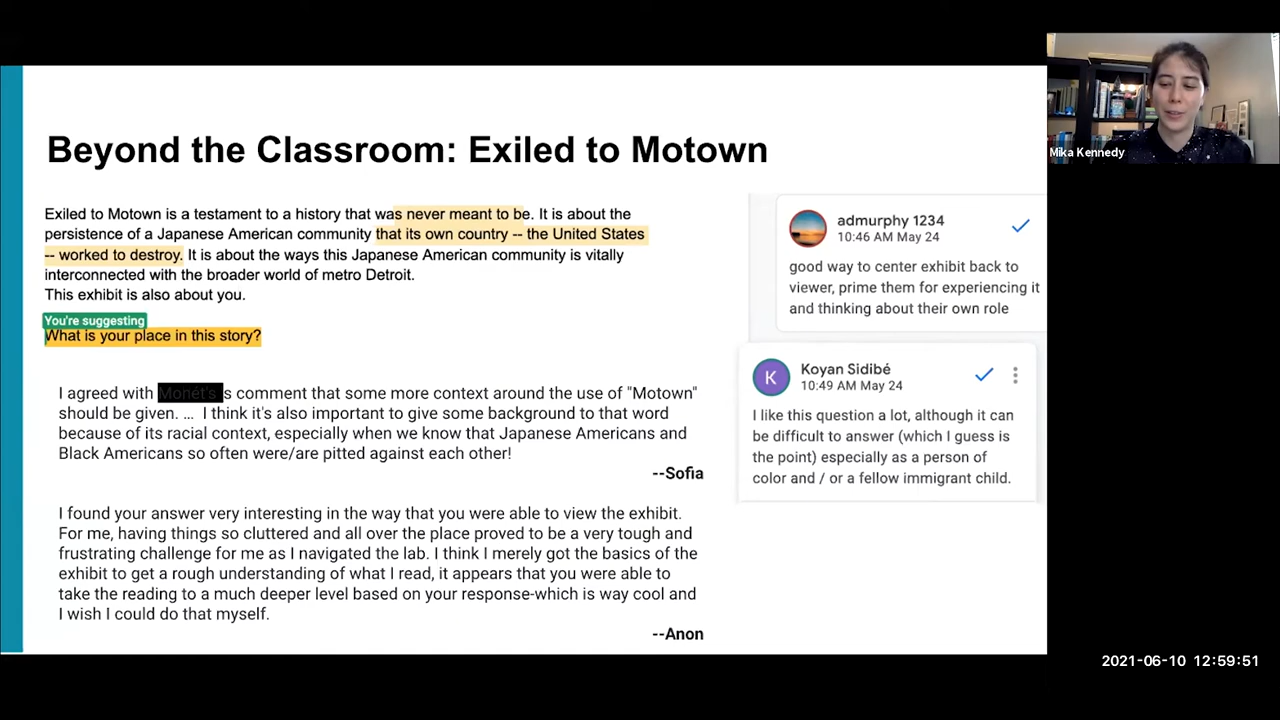 Beyond the Classroom: Exiled to Motown
Exiled to Motown is a testament to a history that was never meant to be. It is about the
persistence of a Japanese American community that its own country -- the United States
-- worked to destroy. It is about the ways this Japanese American community is vitally
interconnected with the broader world of metro Detroit.
This exhibit is also about you.
You're suggesting
What is your place in this story?
I agreed with Monét's s comment that some more context around the use of "Motown"
should be given. ... I think it's also important to give some background to that word
because of its racial context, especially when we know that Japanese Americans and
Black Americans so often were/are pitted against each other!
--Sofia
I found your answer very interesting in the way that you were able to view the exhibit.
For me, having things so cluttered and all over the place proved to be a very tough and
frustrating challenge for me as I navigated the lab. I think I merely got the basics of the
exhibit to get a rough understanding of what I read, it appears that you were able to
take the reading to a much deeper level based on your response-which is way cool and
I wish I could do that myself.
--Anon
admurphy 1234
10:46 AM May 24
good way to center exhibit back to
viewer, prime them for experiencing it
and thinking about their own role
K
Koyan Sidibé
10:49 AM May 24
I like this question a lot, although it can
be difficult to answer (which I guess is
the point) especially as a person of
color and / or a fellow immigrant child.
Mika Kennedy
2021-06-10 12:59:51